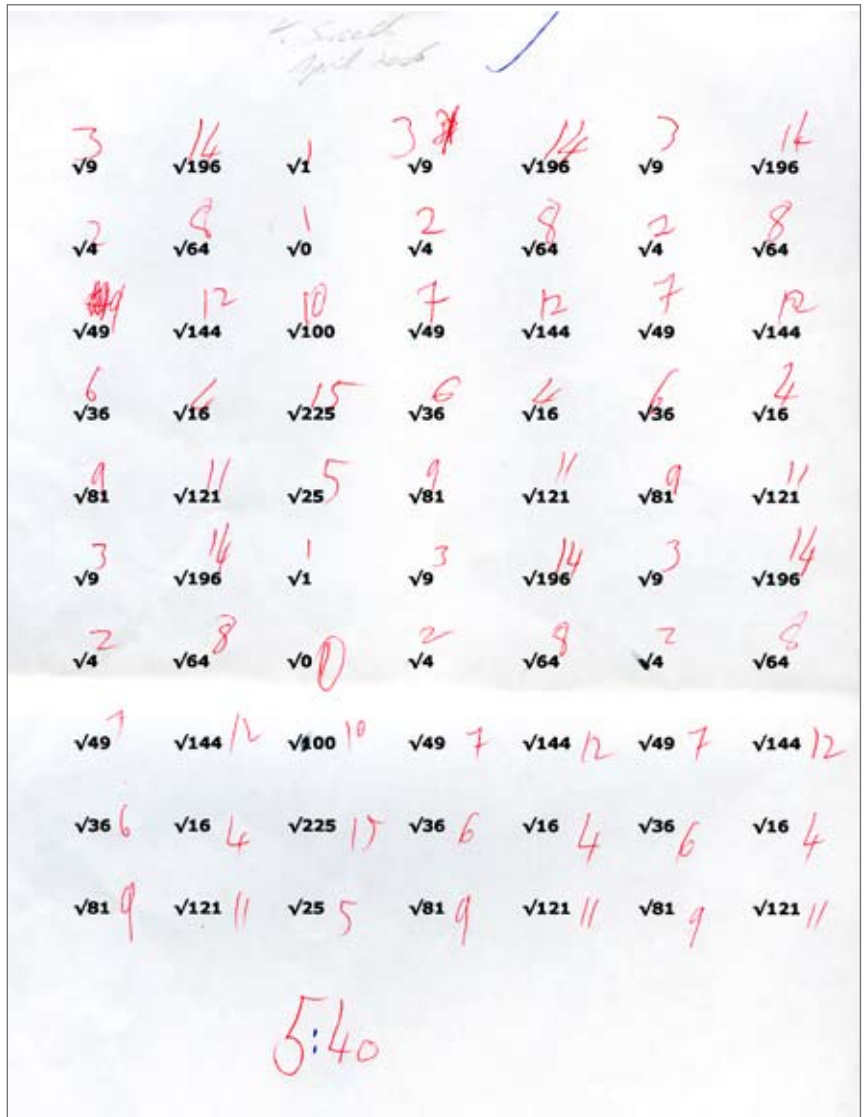 April 2006
3 14 1 3 14 3 14
√9 √196 √1 √9 √196 √9 √196
2 8 1 2 8 2 8
√4 √64 √0 √4 √64 √4 √64
12 10 7 12 7 12
√49 √144 √100 √49 √144 √49 √144
6 4 15 6 4 6 4
√36 √16 √225 √36 √16 √36 √16
9 11 5 9 11 9 11
√81 √121 √25 √81 √121 √81 √121
3 14 1 3 14 3 14
√9 √196 √1 √9 √196 √9 √196
2 8 0 2 8 2 8
√4 √64 √0 √4 √64 √4 √64
√49 7 √144 12 √100 10 √49 7 √144 12 √49 7 √144 12
√36 6 √16 4 √225 15 √36 6 √16 4 √36 6 √16 4
√81 9 √121 11 √25 5 √81 9 √121 11 √81 9 √121 11
5:40